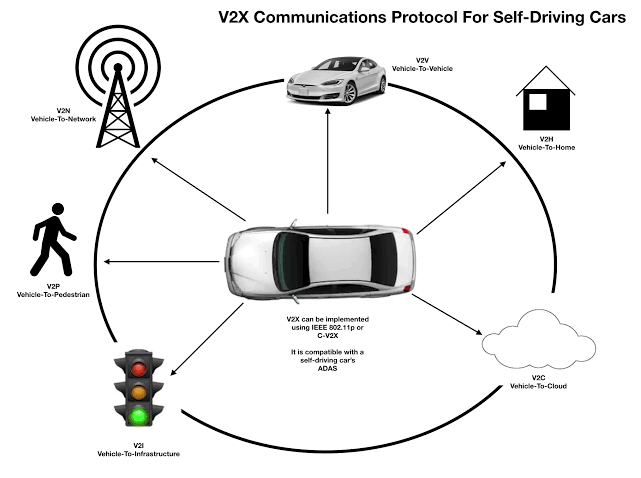 V2X Communications Protocol For Self-Driving Cars
V2V
Vehicle-To-Vehicle
V2N
Vehicle-To-Network
V2H
Vehicle-To-Home
V2P
Vehicle-To-Pedestrian
V2X can be implemented
using IEEE 802.11p or
C-V2X
It is compatible with a
self-driving car's
ADAS
V2C
Vehicle-To-Cloud
V2I
Vehicle-To-Infrastructure